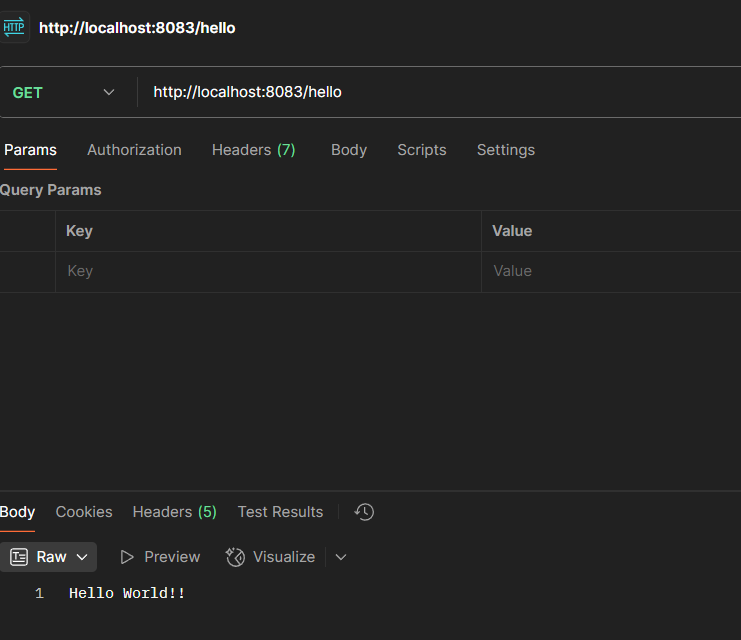 HTTP http://localhost:8083/hello
GET http://localhost:8083/hello
Params Authorization Headers (7) Body Scripts Settings
Query Params
Key Value
Key Value
Body Cookies Headers (5) Test Results
Raw Preview Visualize
1 Hello World!!